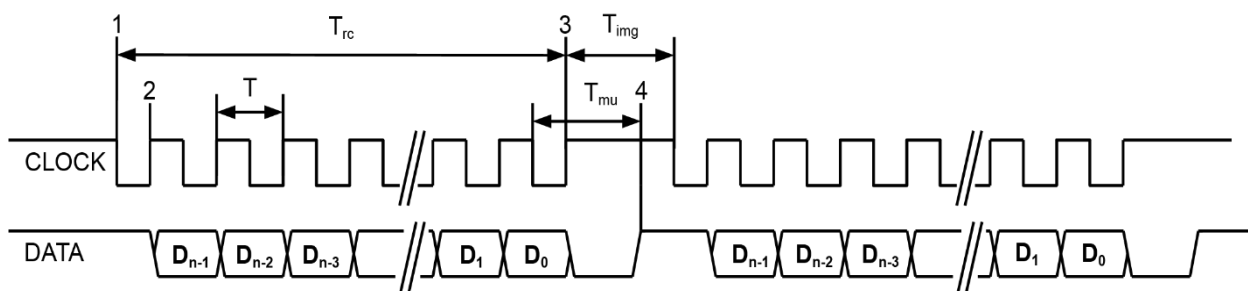 1 T_rc 3 T_img
2 T T_mu 4
CLOCK
DATA D_n-1 D_n-2 D_n-3 D_1 D_0 D_n-1 D_n-2 D_n-3 D_1 D_0